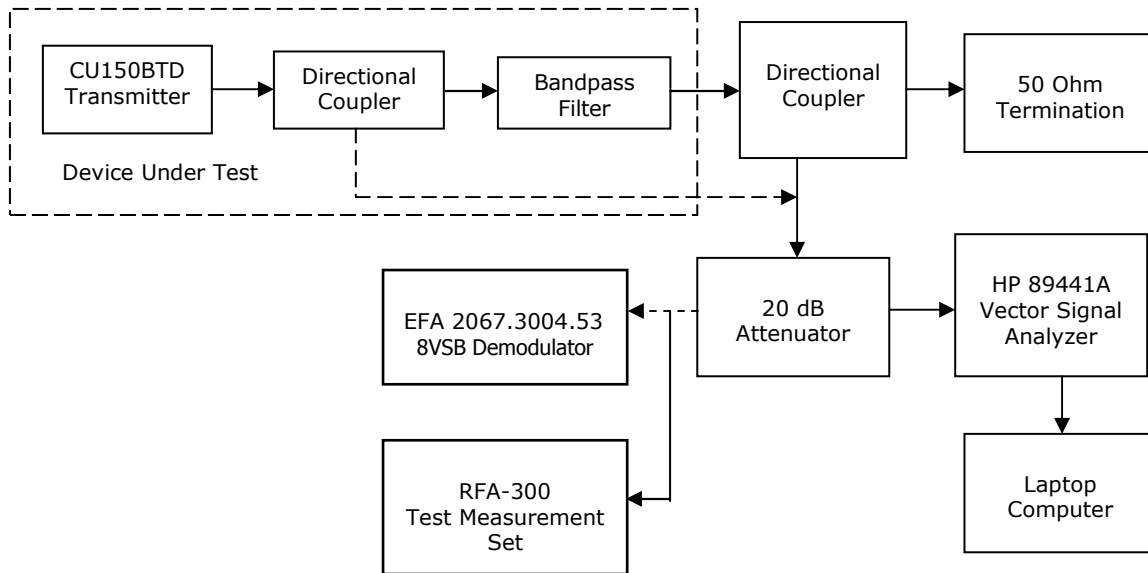 CU150BTD
Transmitter
Directional
Coupler
Bandpass
Filter
Directional
Coupler
50 Ohm
Termination
Device Under Test
EFA 2067.3004.53
8VSB Demodulator
20 dB
Attenuator
HP 89441A
Vector Signal
Analyzer
RFA-300
Test Measurement
Set
Laptop
Computer